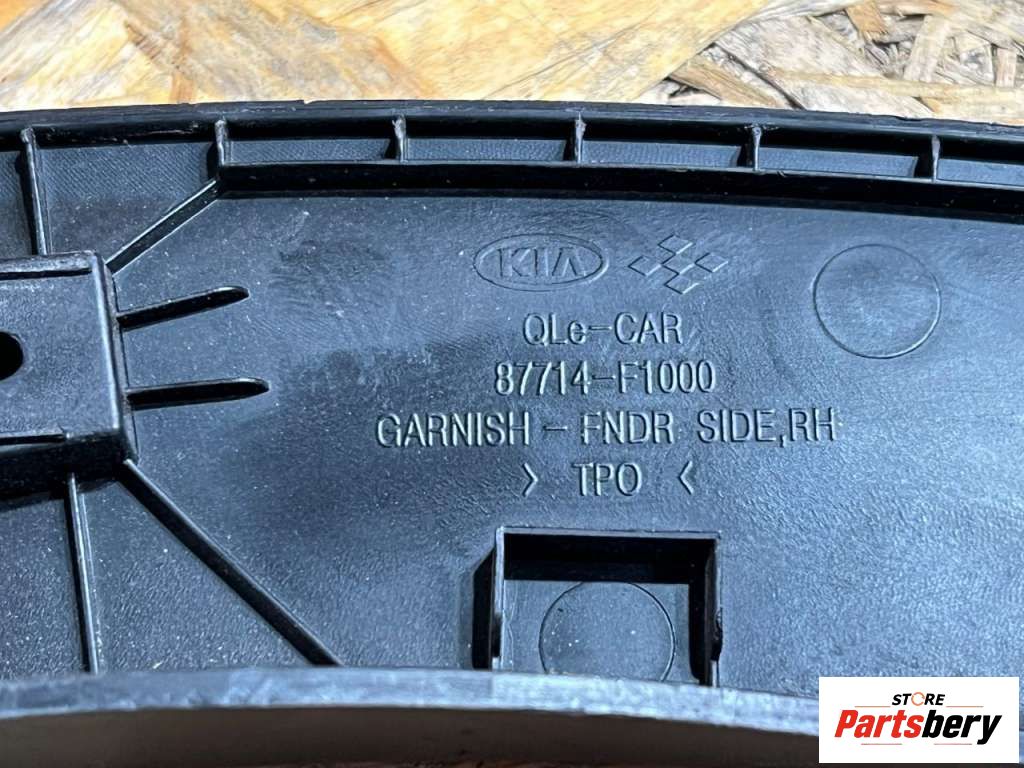 KIA
QLe-CAR
87714-F1000
GARNISH - FNDR SIDE,RH
> TPO <
STORE
Partsbery